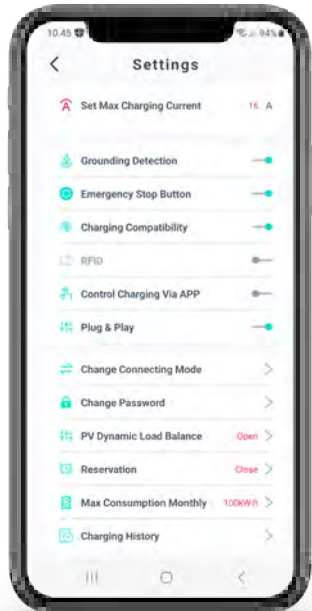 10.45 94%
Settings
Set Max Charging Current 16 A
Grounding Detection
Emergency Stop Button
Charging Compatibility
RFID
Control Charging Via APP
Plug & Play
Change Connecting Mode
Change Password
PV Dynamic Load Balance Open
Reservation Close
Max Consumption Monthly 100kWh
Charging History